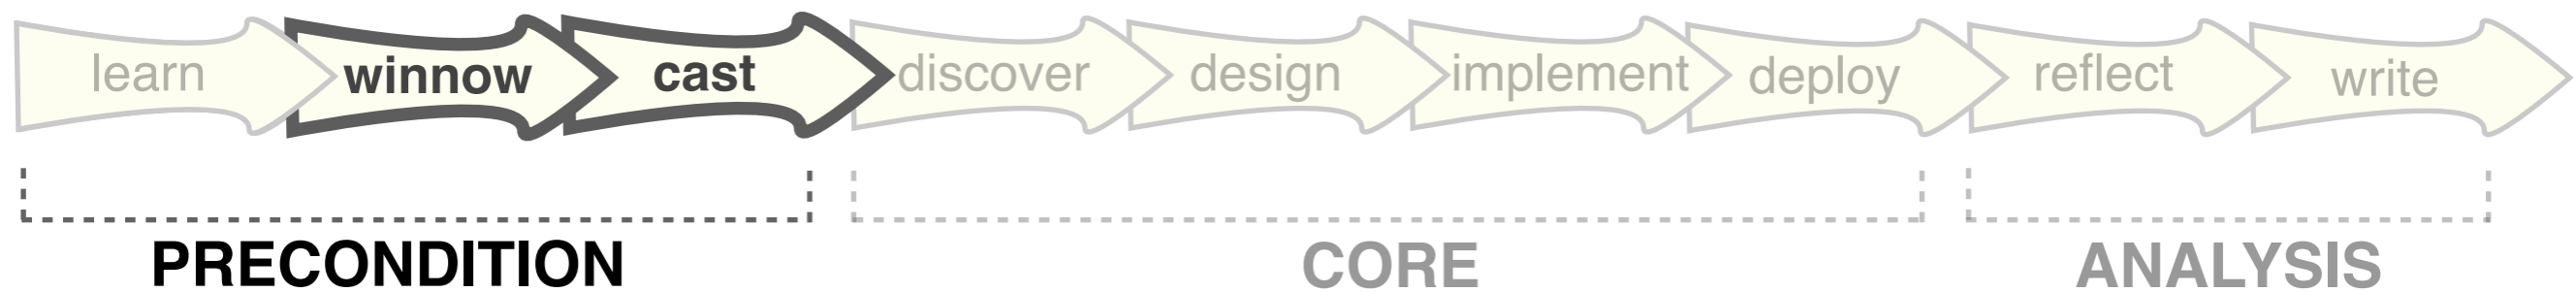 learn winnow cast discover design implement deploy reflect write
PRECONDITION CORE ANALYSIS